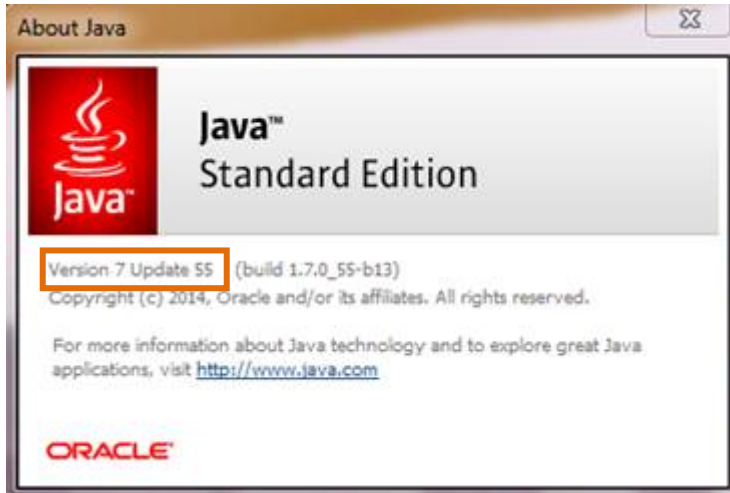 About Java
Java™
Java™
Standard Edition
Version 7 Update 55 (build 1.7.0_55-b13)
Copyright (c) 2014, Oracle and/or its affiliates. All rights reserved.
For more information about Java technology and to explore great Java
applications, visit http://www.java.com
ORACLE®